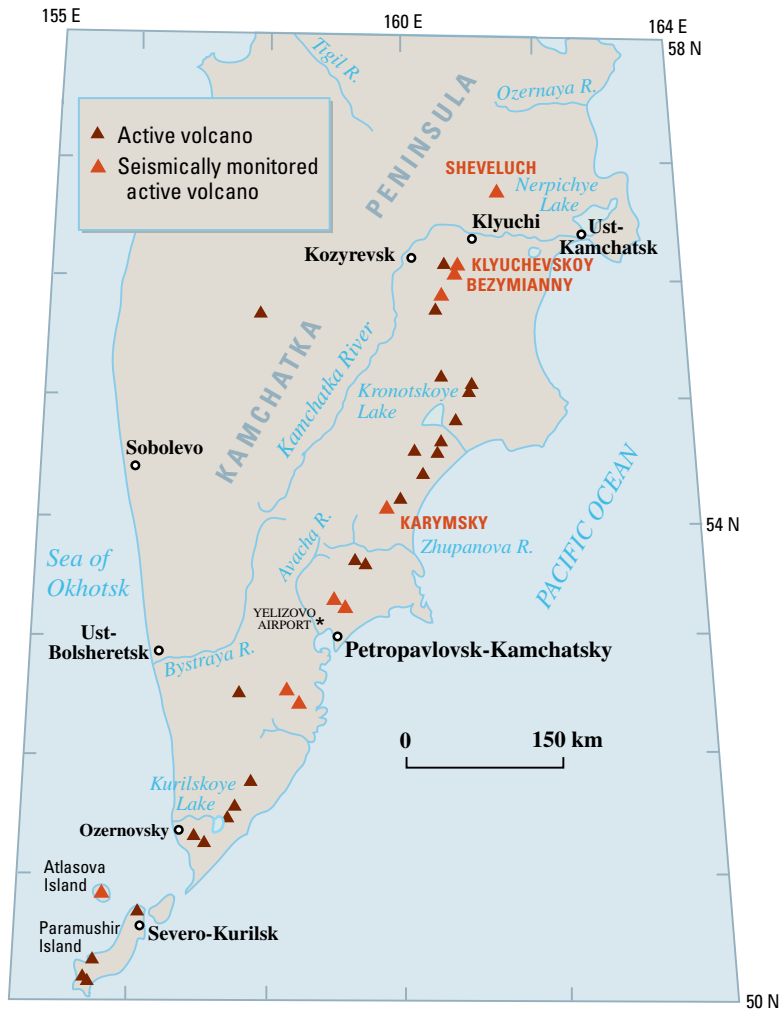 155 E
160 E
164 E
58 N
Tigil R.
Ozernaya R.
PENINSULA
Active volcano
Seismically monitored
active volcano
SHEVELUCH
Nerpichye
Lake
Klyuchi
Ust-
Kamchatsk
Kozyrevsk
KLYUCHEVSKOY
BEZYMIANNY
KAMCHATKA
Kamchatka River
Kronotskoye
Lake
Sobolevo
PACIFIC OCEAN
KARYMSKY
54 N
Avacha R.
Zhupanova R.
Sea of
Okhotsk
YELIZOVO
AIRPORT
*
Ust-
Bolsheretsk
Petropavlovsk-Kamchatsky
Bystraya R.
0 150 km
Kurilskoye
Lake
Ozernovsky
Atlasova
Island
Paramushir
Island
Severo-Kurilsk
50 N